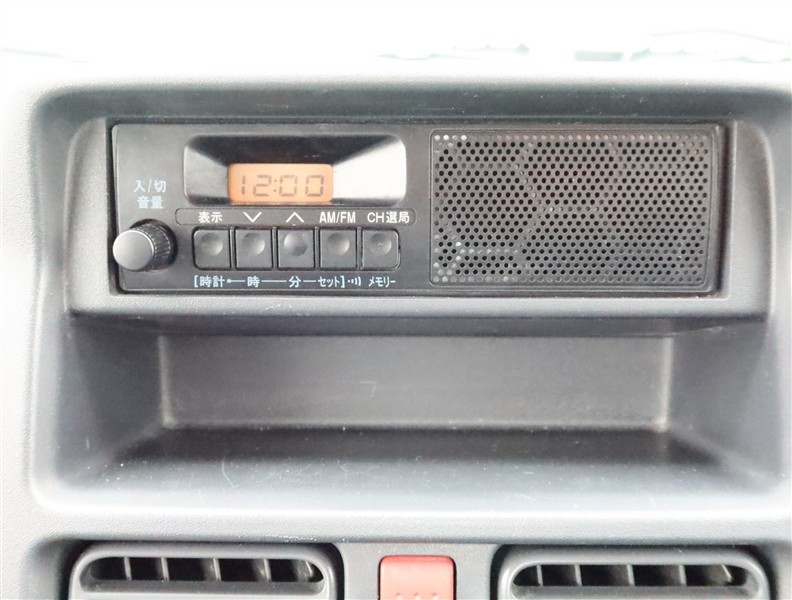 12:00
入/切
音量
表示 ∨ ∧ AM/FM CH選局
[時計 時 分 セット] メモリー